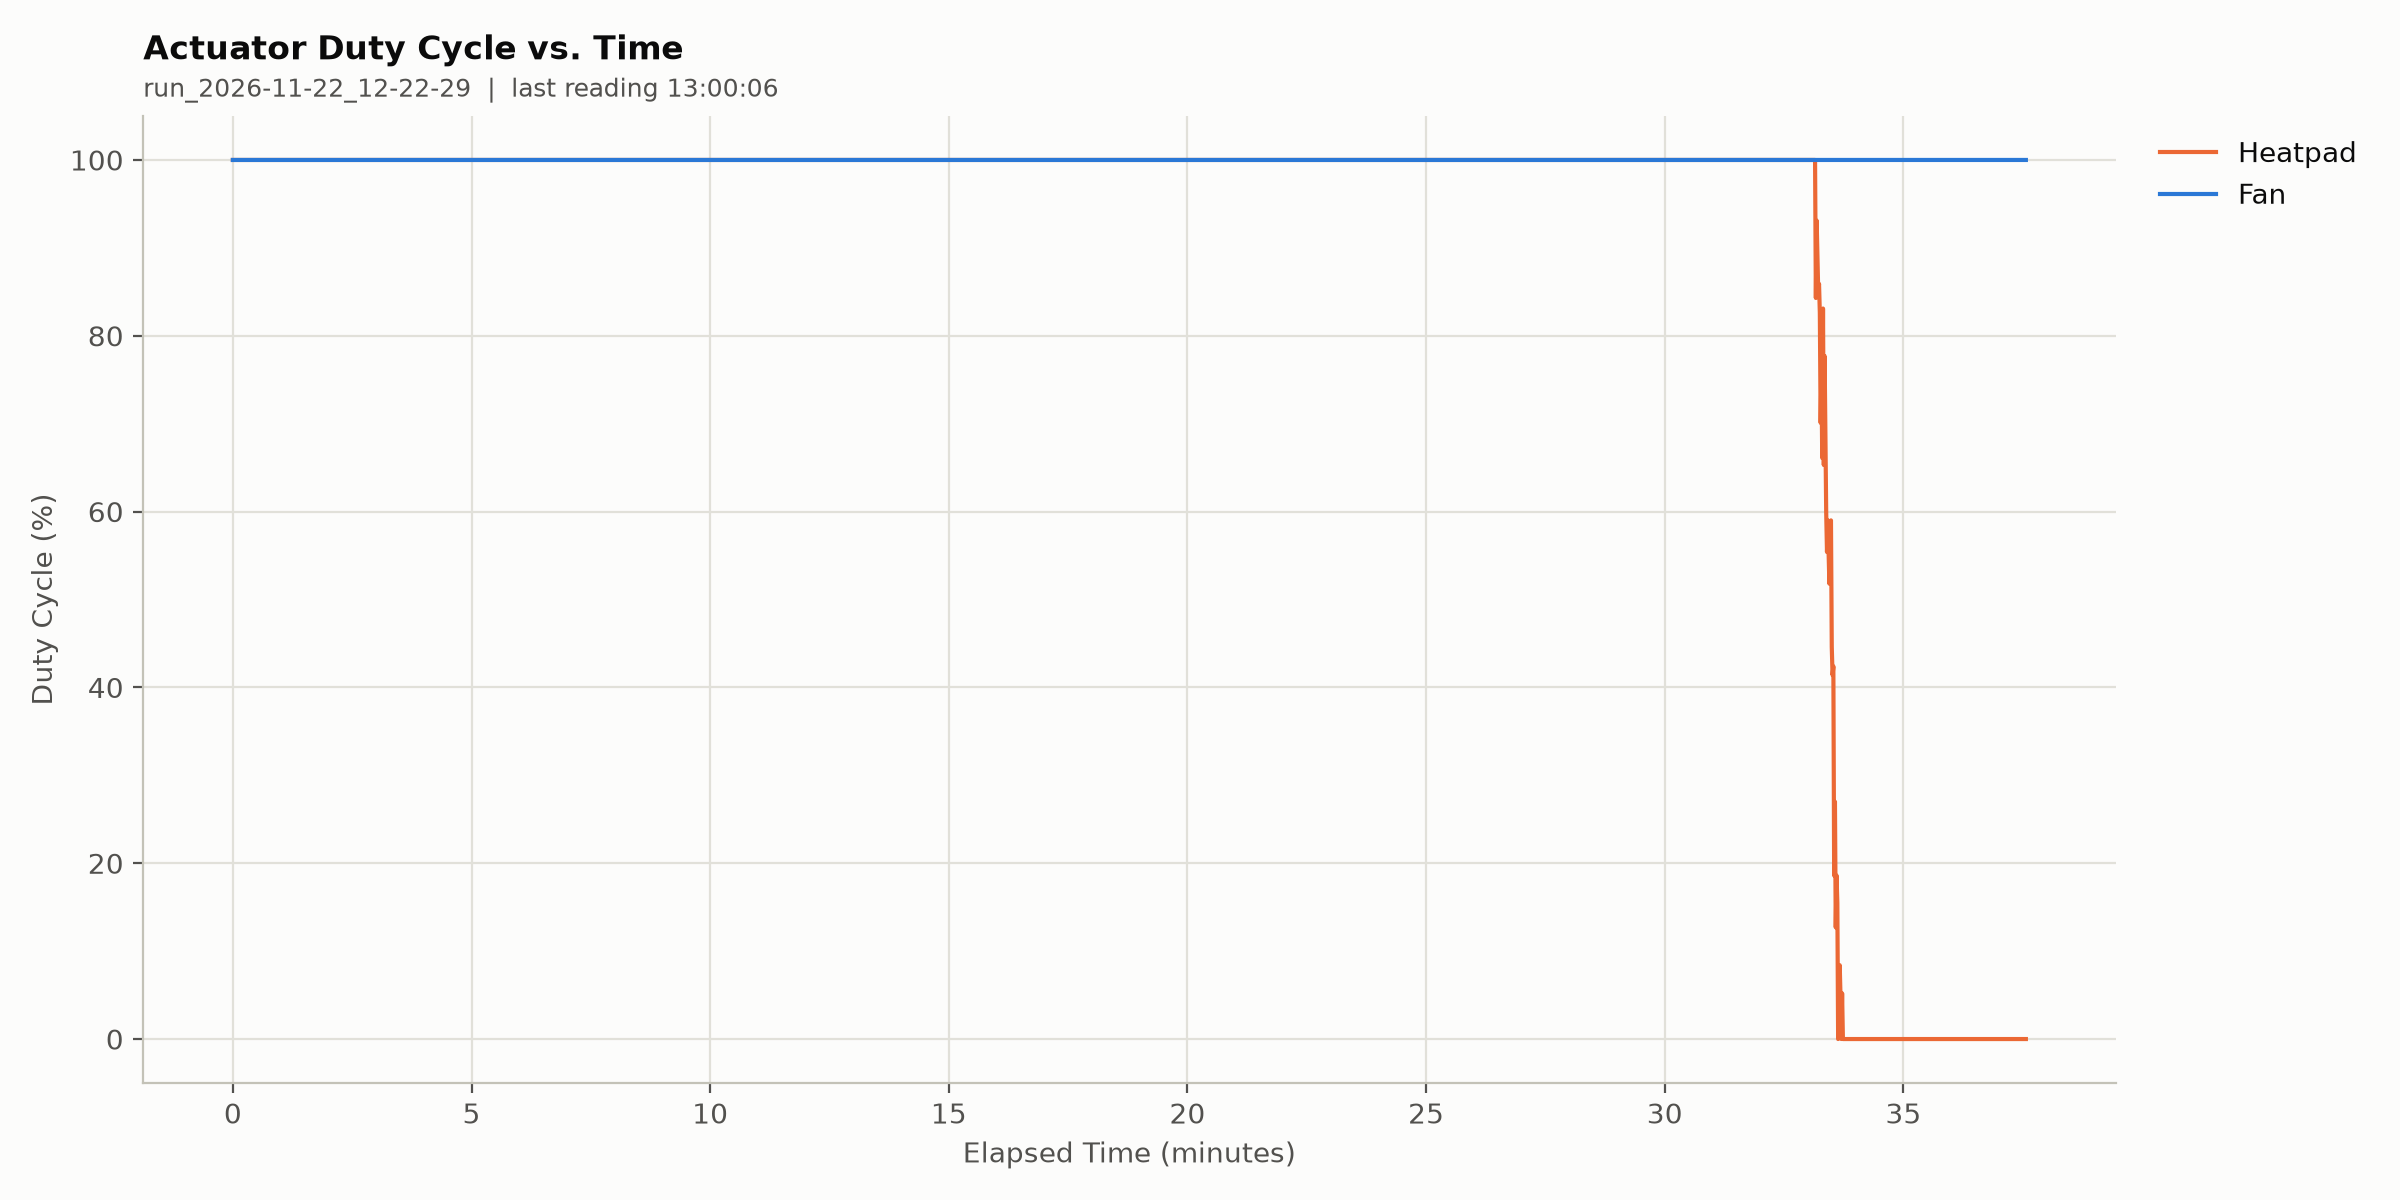 Actuator Duty Cycle vs. Time
run_2026-11-22_12-22-29 | last reading 13:00:06
Heatpad
Fan
Duty Cycle (%)
100
80
60
40
20
0
0 5 10 15 20 25 30 35
Elapsed Time (minutes)